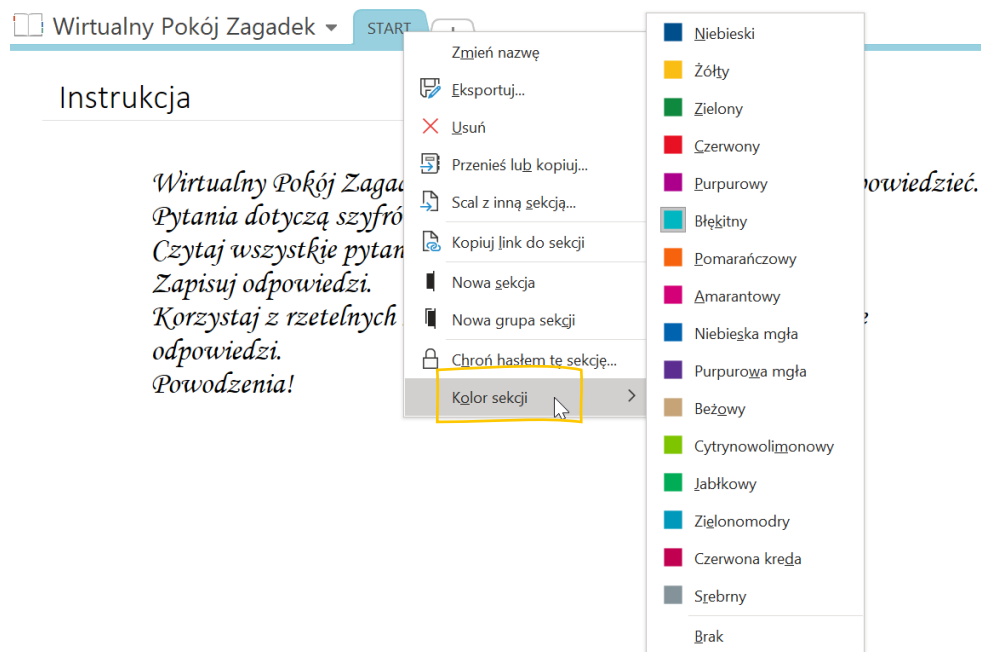 Wirtualny Pokój Zagadek
START
Instrukcja
Wirtualny Pokój powiedzieć.
Pytania dotyczą
Czytaj wszystkie
Zapisuj odpowiedzi.
Korzystaj z rzetelnych
odpowiedzi.
Powodzenia!
Zmień nazwę
Eksportuj...
Usuń
Przenieś lub kopiuj...
Scal z inną sekcją...
Kopiuj link do sekcji
Nowa sekcja
Nowa grupa sekcji
Chroń hasłem tę sekcję...
Kolor sekcji
Niebieski
Żółty
Zielony
Czerwony
Purpurowy
Błękitny
Pomarańczowy
Amarantowy
Niebieska mgła
Purpurowa mgła
Beżowy
Cytrynowolimonowy
Jabłkowy
Zielonomodry
Czerwona kreda
Srebrny
Brak